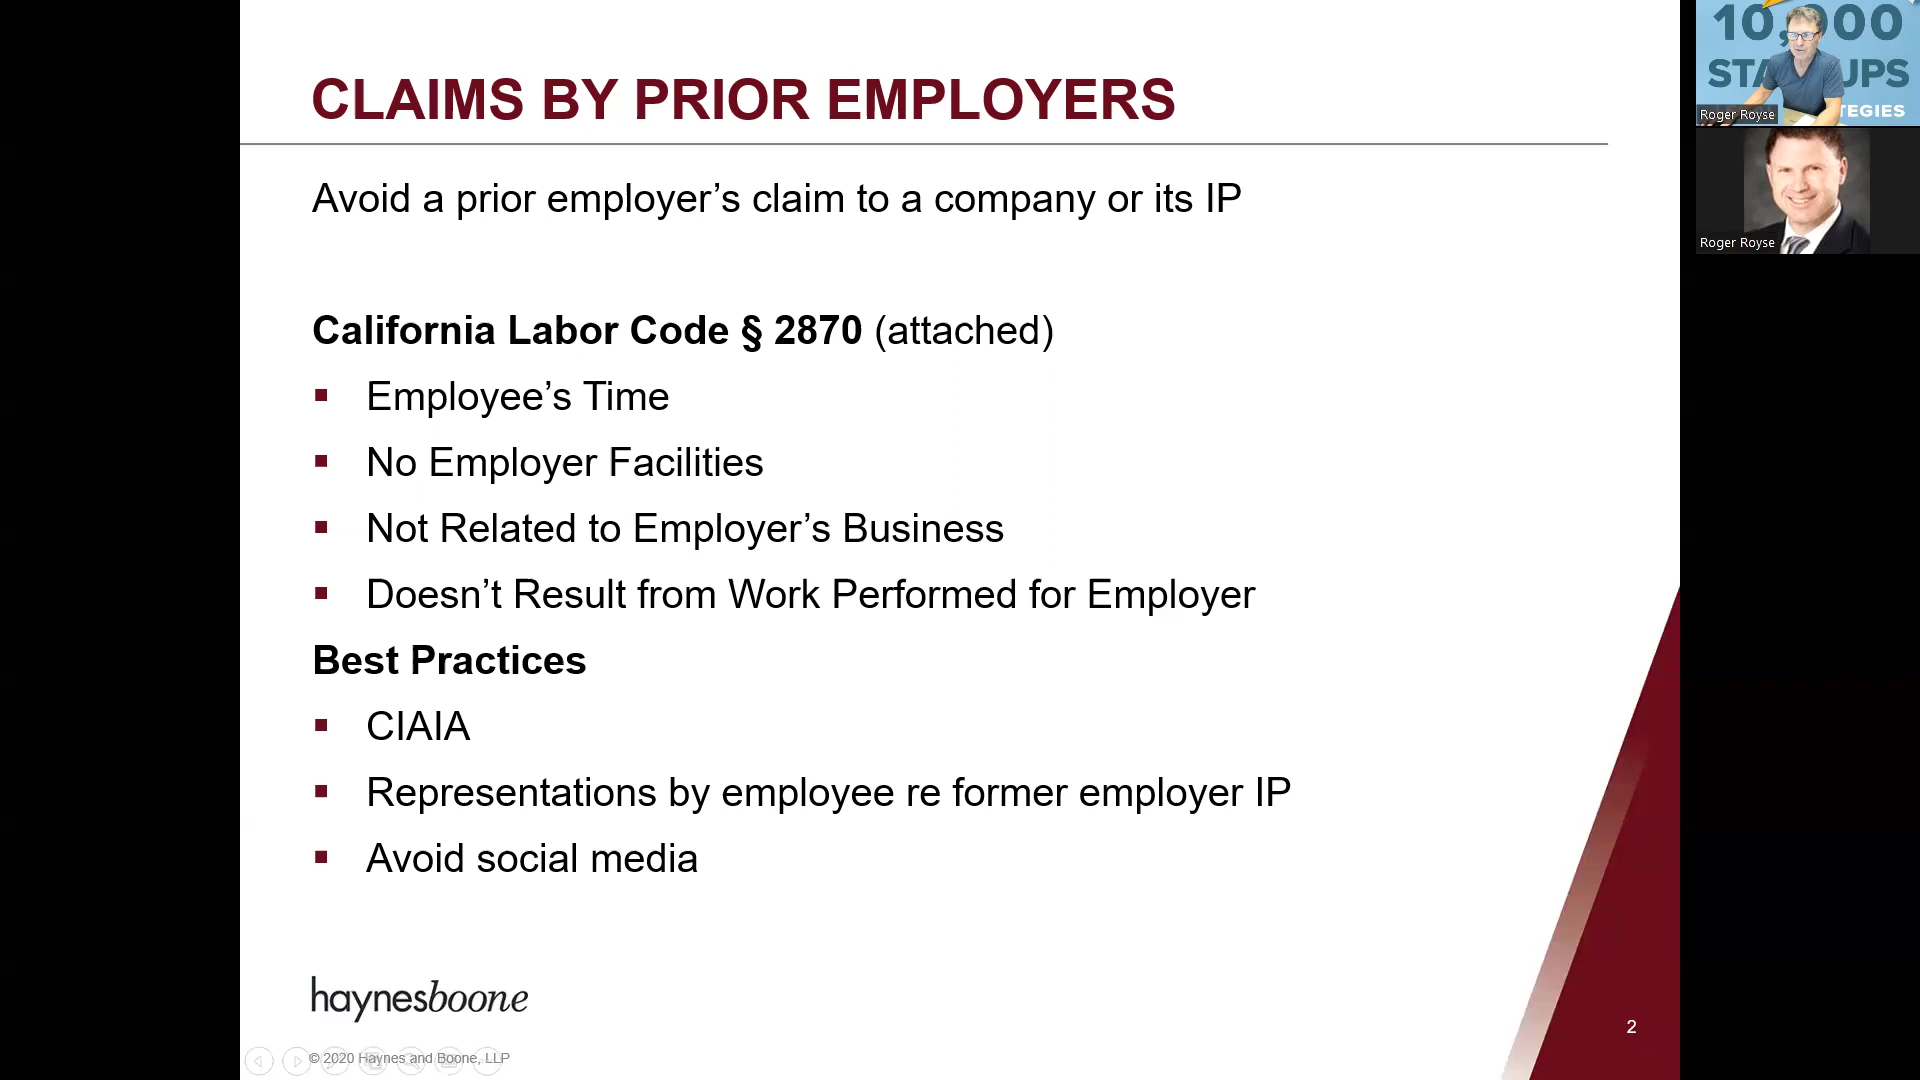 CLAIMS BY PRIOR EMPLOYERS
Avoid a prior employer’s claim to a company or its IP
California Labor Code § 2870 (attached)
Employee’s Time
No Employer Facilities
Not Related to Employer’s Business
Doesn’t Result from Work Performed for Employer
Best Practices
CIAIA
Representations by employee re former employer IP
Avoid social media
haynesboone
© 2020 Haynes and Boone, LLP
2
10,000
STA UPS
TEGIES
Roger Royse
Roger Royse